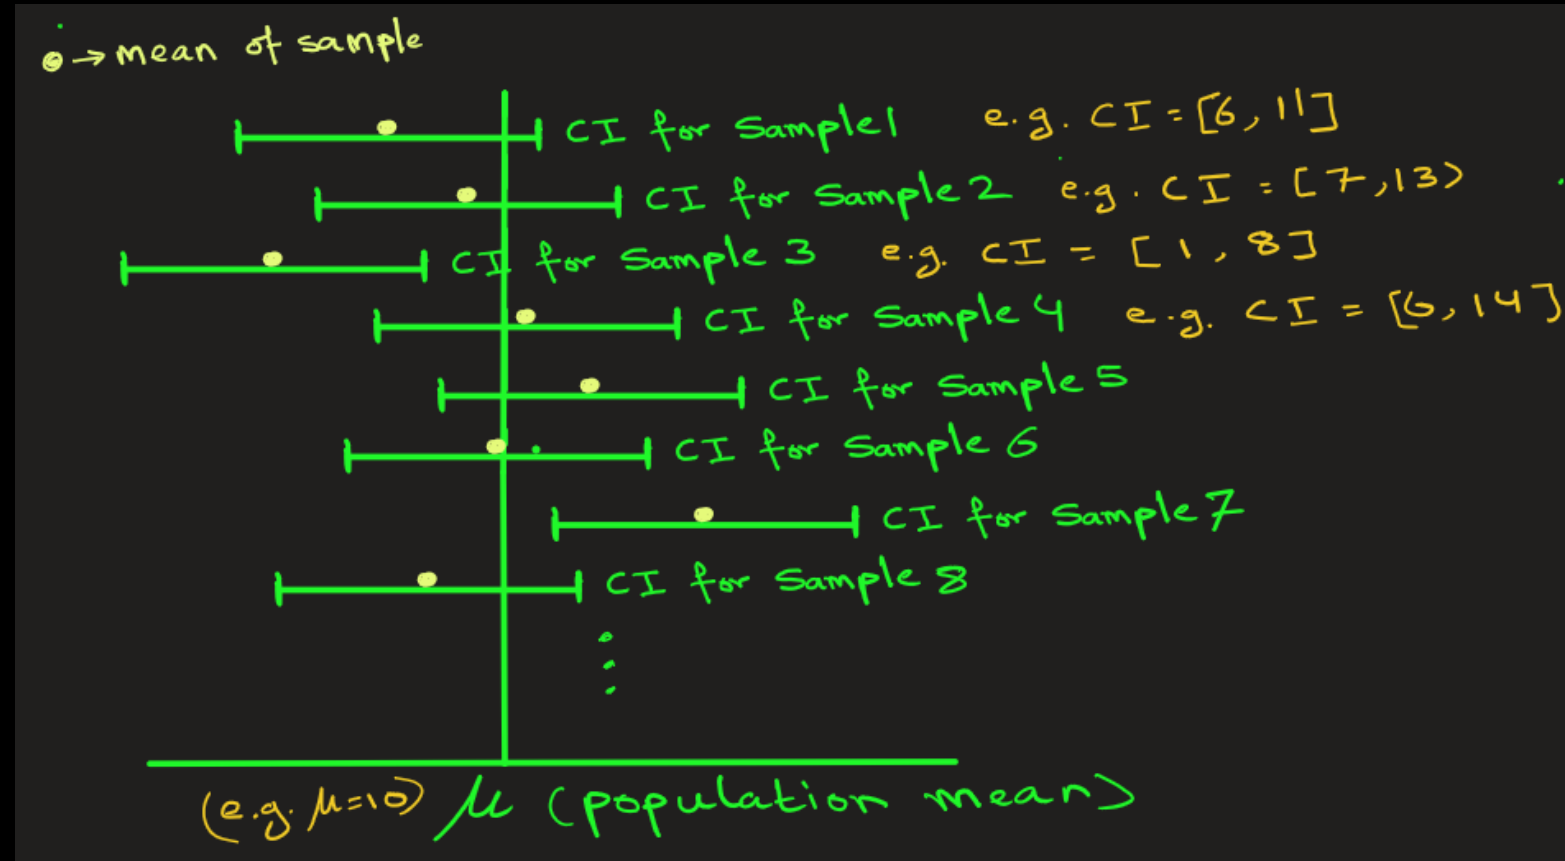 → mean of sample
CI for Sample1 e.g. CI = [6, 11]
CI for Sample 2 e.g. CI = [7,13)
CI for Sample 3 e.g. CI = [1, 8]
CI for Sample 4 e.g. CI = [6, 14]
CI for Sample 5
CI for Sample 6
CI for Sample 7
CI for Sample 8
(e.g. μ=10) μ (population mean)